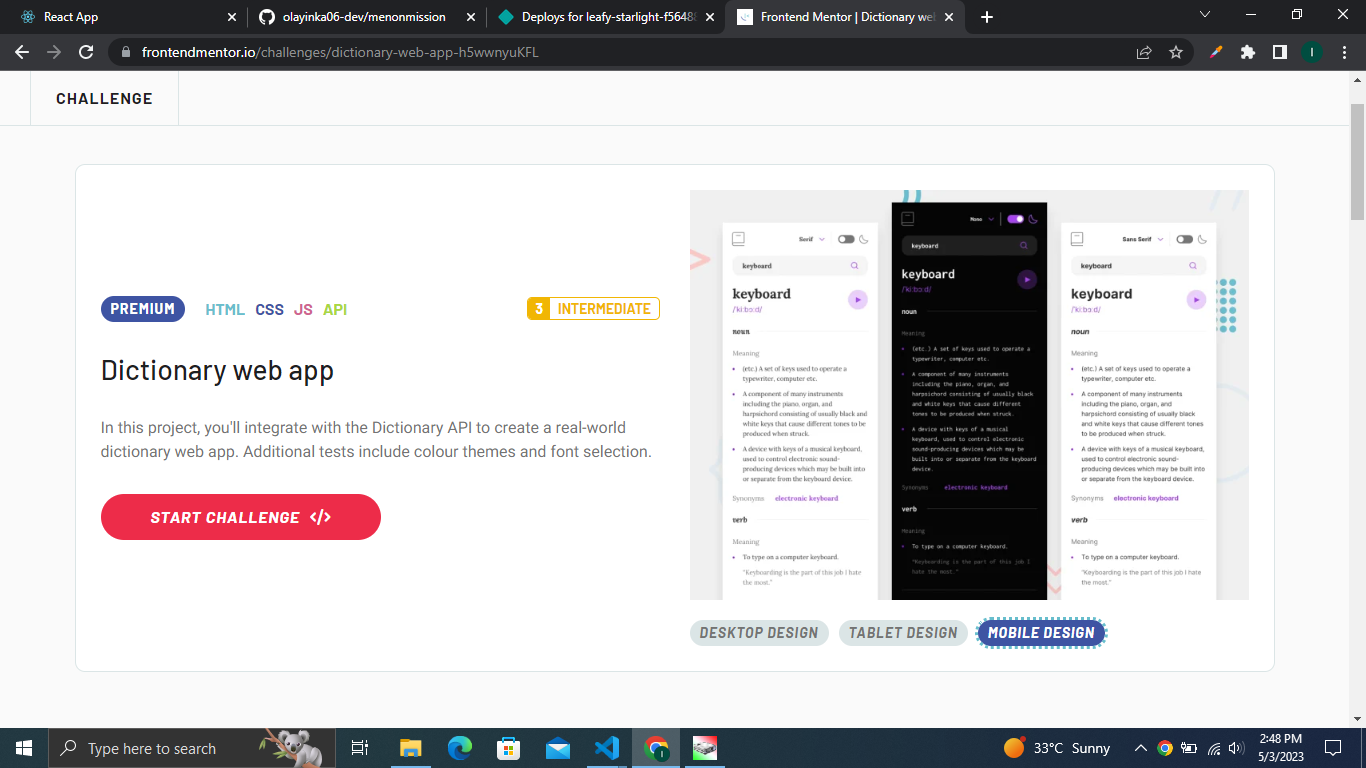 React App
olayinka06-dev/menonmission
Deploys for leafy-starlight-f56488
Frontend Mentor | Dictionary web
frontendmentor.io/challenges/dictionary-web-app-h5wwnyuKFL
I
CHALLENGE
PREMIUM HTML CSS JS API
3 INTERMEDIATE
Dictionary web app
In this project, you'll integrate with the Dictionary API to create a real-world
dictionary web app. Additional tests include colour themes and font selection.
START CHALLENGE </>
Serif
keyboard
keyboard
/ˈkiːbɔːd/
noun
Meaning
(etc.) A set of keys used to operate a
typewriter, computer etc.
A component of many instruments
including the piano, organ, and
harpsichord consisting of usually black and
white keys that cause different tones to be
produced when struck.
A device with keys of a musical keyboard,
used to control electronic sound-
producing devices which may be built into
or separate from the keyboard device.
Synonyms electronic keyboard
verb
Meaning
To type on a computer keyboard.
"Keyboarding is the part of this job I hate
the most."
Mono
keyboard
keyboard
/ˈkiːbɔːd/
noun
Meaning
(etc.) A set of keys used to operate a
typewriter, computer etc.
A component of many instruments
including the piano, organ, and
harpsichord consisting of usually black
and white keys that cause different
tones to be produced when struck.
A device with keys of a musical
keyboard, used to control electronic
sound-producing devices which may be
built into or separate from the keyboard
device.
Synonyms electronic keyboard
verb
Meaning
To type on a computer keyboard.
"Keyboarding is the part of this job I
hate the most."
Sans Serif
keyboard
keyboard
/ˈkiːbɔːd/
noun
Meaning
(etc.) A set of keys used to operate a
typewriter, computer etc.
A component of many instruments
including the piano, organ, and
harpsichord consisting of usually black
and white keys that cause different tones
to be produced when struck.
A device with keys of a musical keyboard,
used to control electronic sound-
producing devices which may be built into
or separate from the keyboard device.
Synonyms electronic keyboard
verb
Meaning
To type on a computer keyboard.
"Keyboarding is the part of this job I hate
the most."
DESKTOP DESIGN
TABLET DESIGN
MOBILE DESIGN
Type here to search
I
33°C Sunny
2:48 PM
5/3/2023